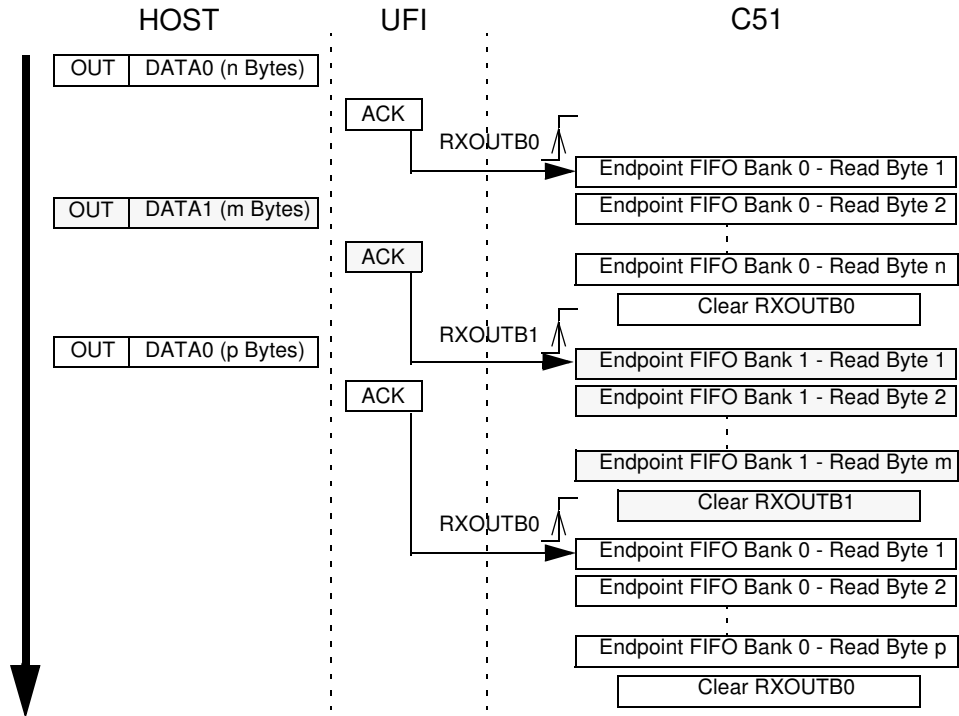 HOST UFI C51
OUT DATA0 (n Bytes)
ACK
RXOUTB0
Endpoint FIFO Bank 0 - Read Byte 1
OUT DATA1 (m Bytes)
Endpoint FIFO Bank 0 - Read Byte 2
ACK
Endpoint FIFO Bank 0 - Read Byte n
Clear RXOUTB0
RXOUTB1
OUT DATA0 (p Bytes)
Endpoint FIFO Bank 1 - Read Byte 1
ACK
Endpoint FIFO Bank 1 - Read Byte 2
Endpoint FIFO Bank 1 - Read Byte m
Clear RXOUTB1
RXOUTB0
Endpoint FIFO Bank 0 - Read Byte 1
Endpoint FIFO Bank 0 - Read Byte 2
Endpoint FIFO Bank 0 - Read Byte p
Clear RXOUTB0